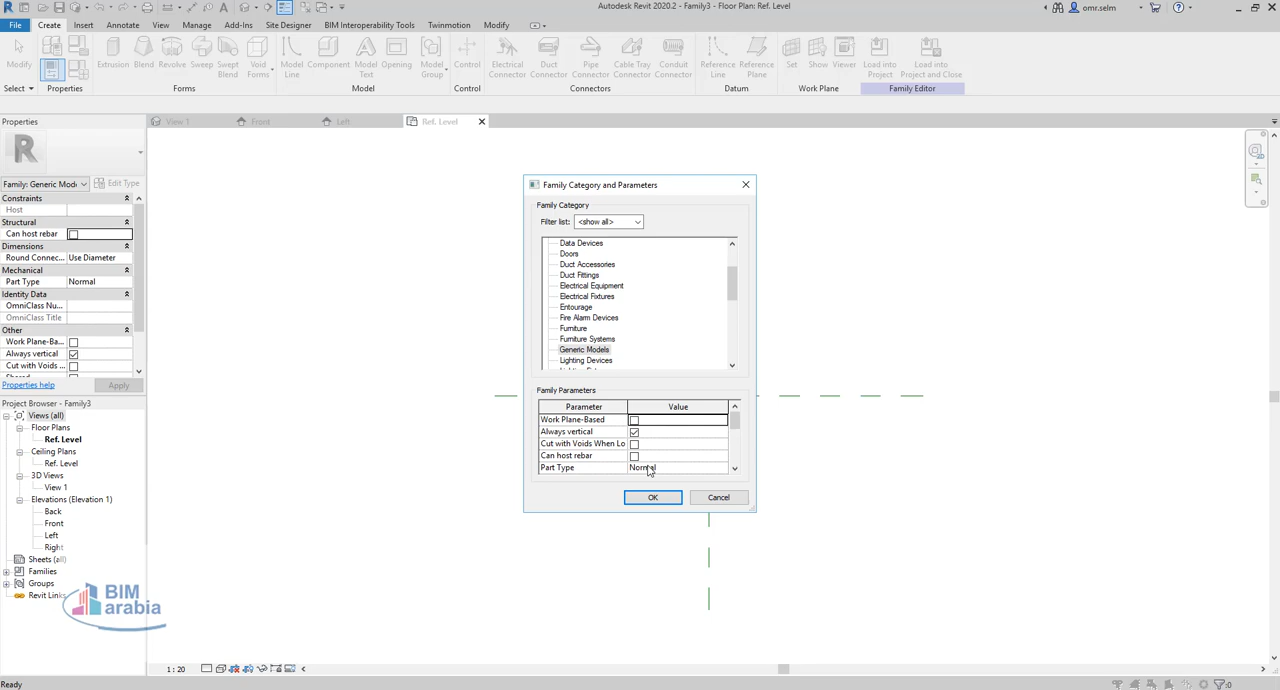 Autodesk Revit 2020.2 - Family3 - Floor Plan: Ref. Level
omr.selm
File Create Insert Annotate View Manage Add-Ins Site Designer BIM Interoperability Tools Twinmotion Modify
Modify Extrusion Blend Revolve Sweep Swept Blend Void Forms Model Line Component Model Text Opening Model Group Control Electrical Connector Duct Connector Pipe Connector Cable Tray Connector Conduit Connector Reference Line Reference Plane Set Show Viewer Load into Project Load into Project and Close
Select Properties Forms Model Control Connectors Datum Work Plane Family Editor
Properties
View 1 Front Left Ref. Level
Family: Generic Mode Edit Type
Constraints
Host
Structural
Can host rebar
Dimensions
Round Connec... Use Diameter
Mechanical
Part Type Normal
Identity Data
OmniClass Nu...
OmniClass Title
Other
Work Plane-Ba...
Always vertical
Cut with Voids ...
Properties help Apply
Project Browser - Family3
Views (all)
Floor Plans
Ref. Level
Ceiling Plans
Ref. Level
3D Views
View 1
Elevations (Elevation 1)
Back
Front
Left
Right
Sheets (all)
Families
Groups
Revit Links
BIM
arabia
Family Category and Parameters
Family Category
Filter list: <show all>
Data Devices
Doors
Duct Accessories
Duct Fittings
Electrical Equipment
Electrical Fixtures
Entourage
Fire Alarm Devices
Furniture
Furniture Systems
Generic Models
Lighting Devices
Family Parameters
Parameter Value
Work Plane-Based
Always vertical
Cut with Voids When Lo
Can host rebar
Part Type Normal
OK Cancel
1 : 20
Ready
:0